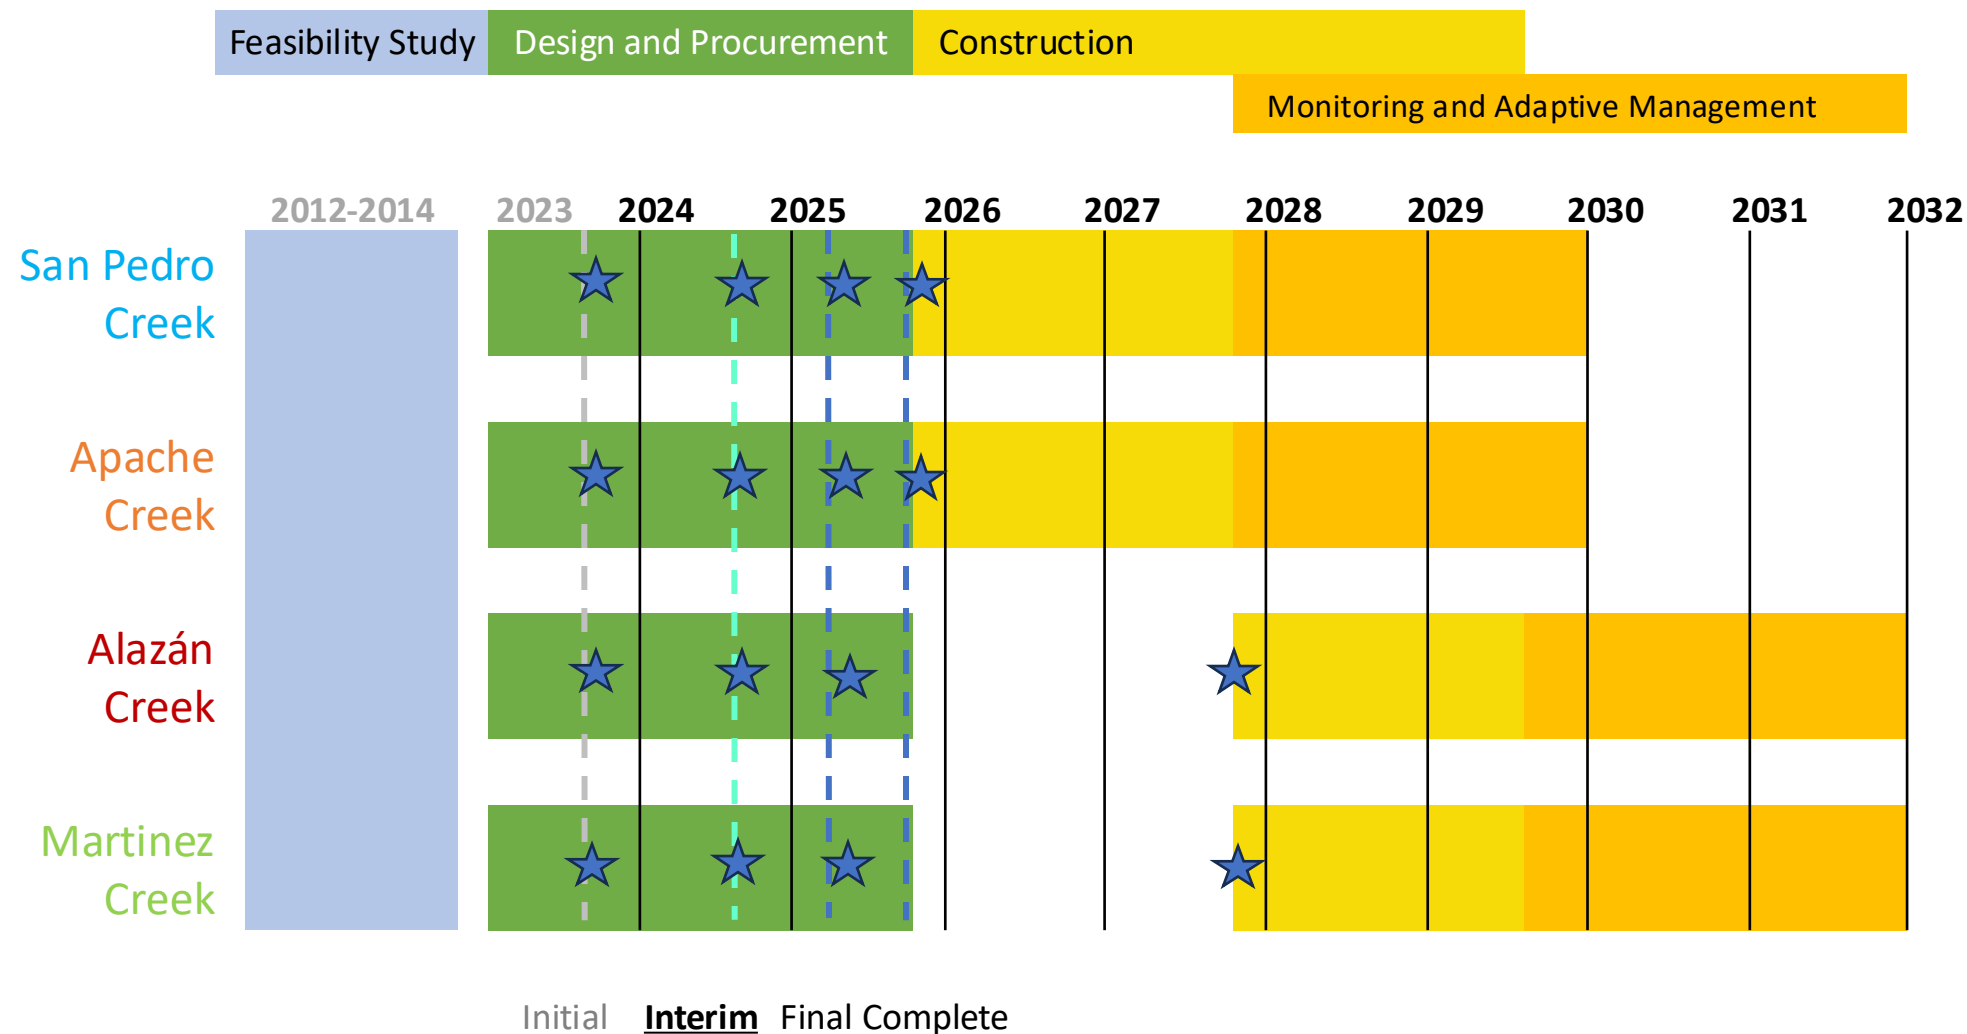 Feasibility Study Design and Procurement Construction
Monitoring and Adaptive Management
2012-2014 2023 2024 2025 2026 2027 2028 2029 2030 2031 2032
San Pedro
Creek
Apache
Creek
Alazán
Creek
Martinez
Creek
Initial Interim Final Complete